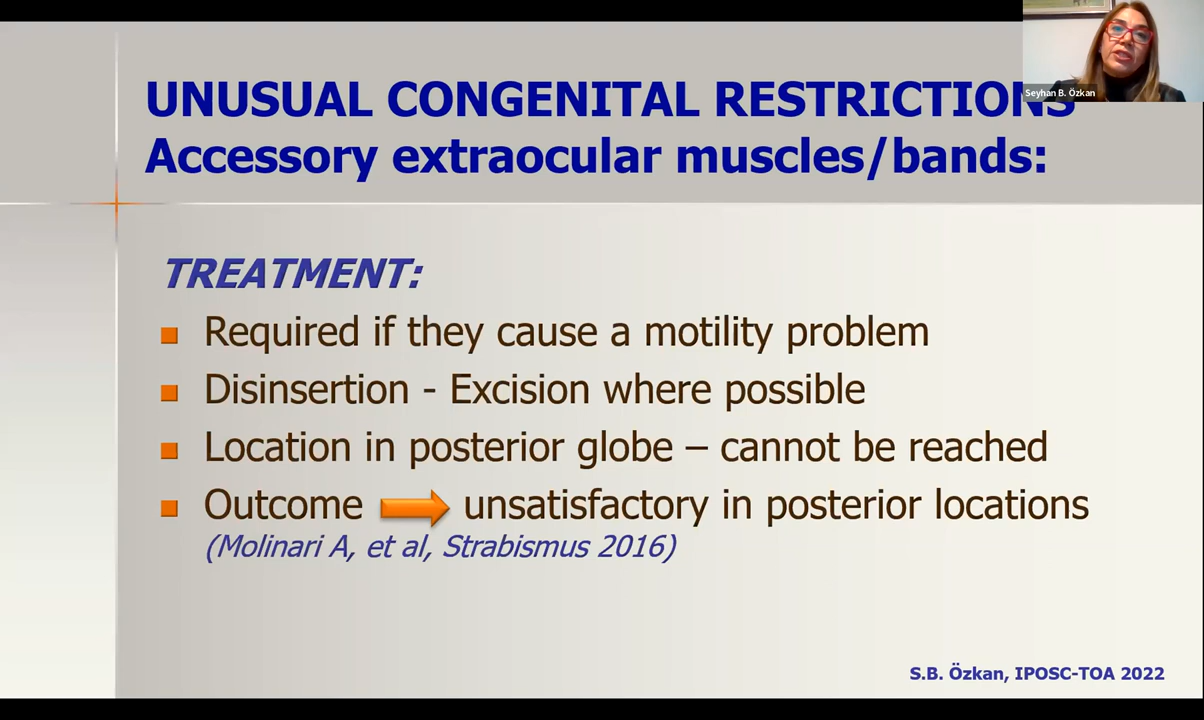 UNUSUAL CONGENITAL RESTRICTIONS
Seyhan B. Özkan
Accessory extraocular muscles/bands:
TREATMENT:
Required if they cause a motility problem
Disinsertion - Excision where possible
Location in posterior globe – cannot be reached
Outcome unsatisfactory in posterior locations
(Molinari A, et al, Strabismus 2016)
S.B. Özkan, IPOSC-TOA 2022